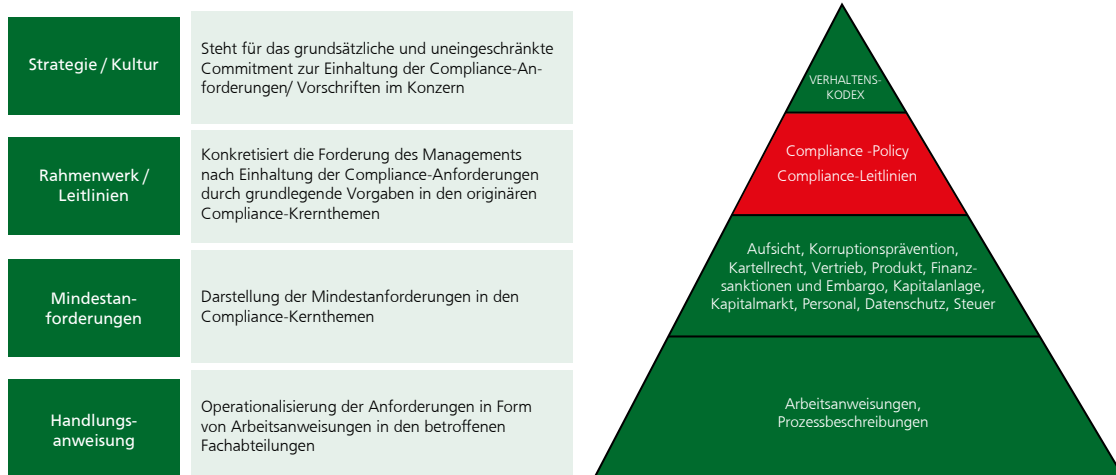 Strategie / Kultur
Steht für das grundsätzliche und uneingeschränkte
Commitment zur Einhaltung der Compliance-An-
forderungen/ Vorschriften im Konzern
Rahmenwerk /
Leitlinien
Konkretisiert die Forderung des Managements
nach Einhaltung der Compliance-Anforderungen
durch grundlegende Vorgaben in den originären
Compliance-Krernthemen
Mindestan-
forderungen
Darstellung der Mindestanforderungen in den
Compliance-Kernthemen
Handlungs-
anweisung
Operationalisierung der Anforderungen in Form
von Arbeitsanweisungen in den betroffenen
Fachabteilungen
VERHALTENS-
KODEX
Compliance -Policy
Compliance-Leitlinien
Aufsicht, Korruptionsprävention,
Kartellrecht, Vertrieb, Produkt, Finanz-
sanktionen und Embargo, Kapitalanlage,
Kapitalmarkt, Personal, Datenschutz, Steuer
Arbeitsanweisungen,
Prozessbeschreibungen